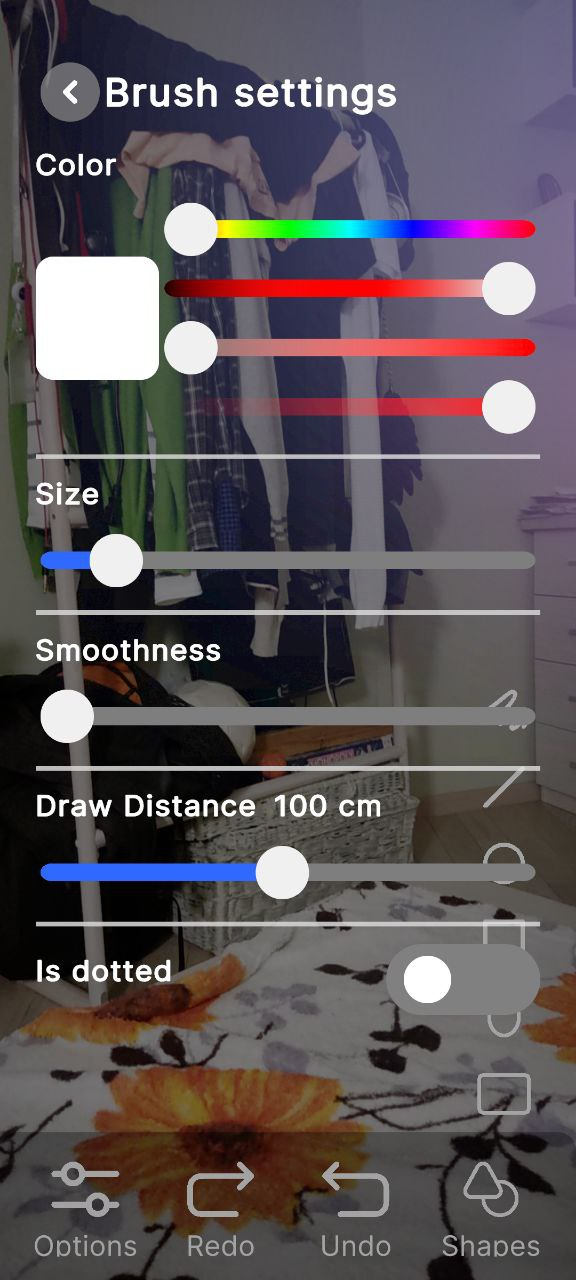 Brush settings
Color
Size
Smoothness
Draw Distance 100 cm
Is dotted
Options Redo Undo Shapes